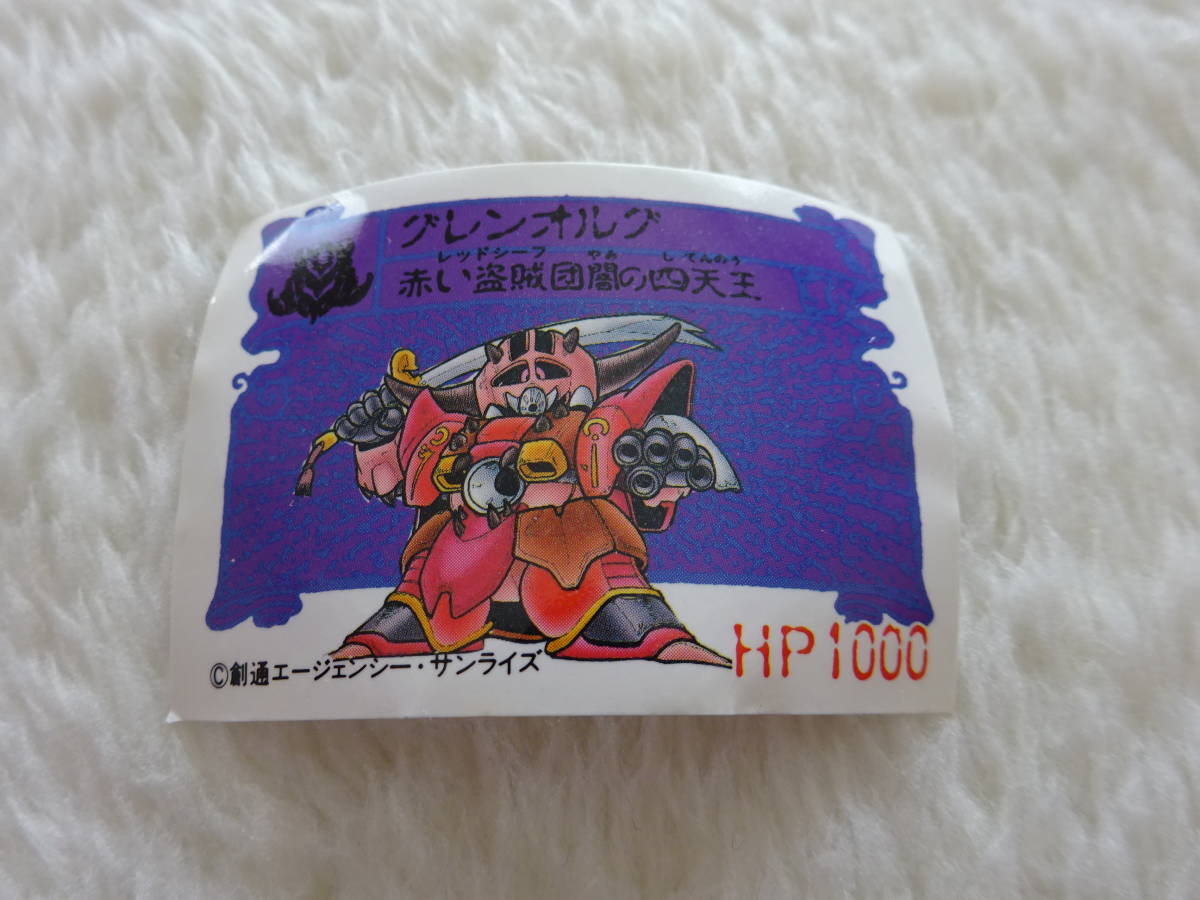 グレンオルグ
レッドシーフ やみ してんのう
赤い盗賊団闇の四天王
HP1000
©創通エージェンシー・サンライズ